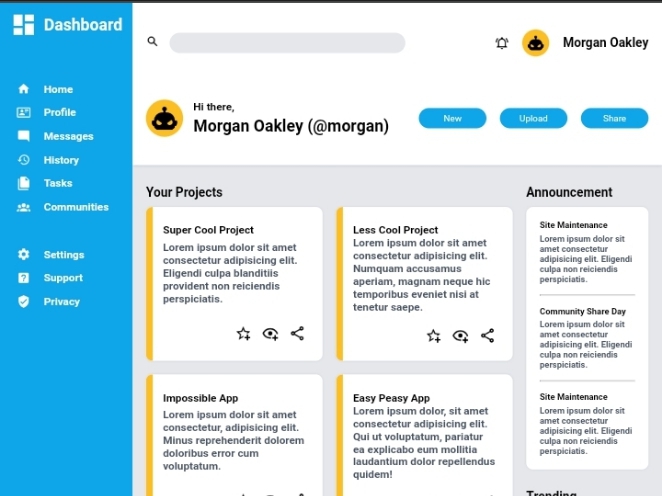 Dashboard
Morgan Oakley
Home
Profile
Messages
History
Tasks
Communities
Settings
Support
Privacy
Hi there,
Morgan Oakley (@morgan)
New
Upload
Share
Your Projects
Super Cool Project
Lorem ipsum dolor sit amet
consectetur adipisicing elit.
Eligendi culpa blanditiis
provident non reiciendis
perspiciatis.
Less Cool Project
Lorem ipsum dolor sit amet
consectetur adipisicing elit.
Numquam accusamus
aperiam, magnam neque hic
temporibus eveniet nisi at
tenetur saepe.
Impossible App
Lorem ipsum dolor sit amet
consectetur, adipisicing elit.
Minus reprehenderit dolorem
doloribus error cum
voluptatum.
Easy Peasy App
Lorem ipsum dolor, sit amet
consectetur adipisicing elit.
Qui ut voluptatum, pariatur
ea explicabo eum mollitia
laudantium dolor repellendus
quidem!
Announcement
Site Maintenance
Lorem ipsum dolor sit amet
consectetur
adipisicing elit. Eligendi
culpa non reiciendis
perspiciatis.
Community Share Day
Lorem ipsum dolor sit amet
consectetur
adipisicing elit. Eligendi
culpa non reiciendis
perspiciatis.
Site Maintenance
Lorem ipsum dolor sit amet
consectetur
adipisicing elit. Eligendi
culpa non reiciendis
perspiciatis.
Trending